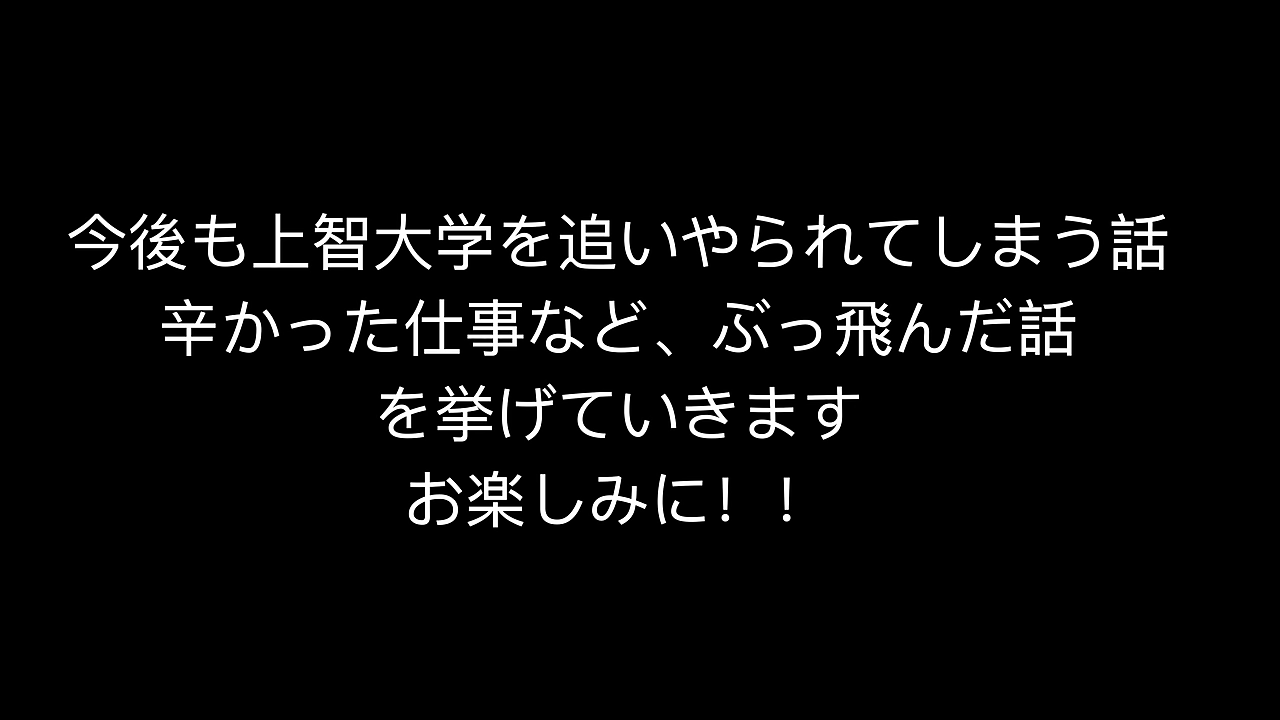 今後も上智大学を追いやられてしまう話
辛かった仕事など、ぶっ飛んだ話
を挙げていきます
お楽しみに！！